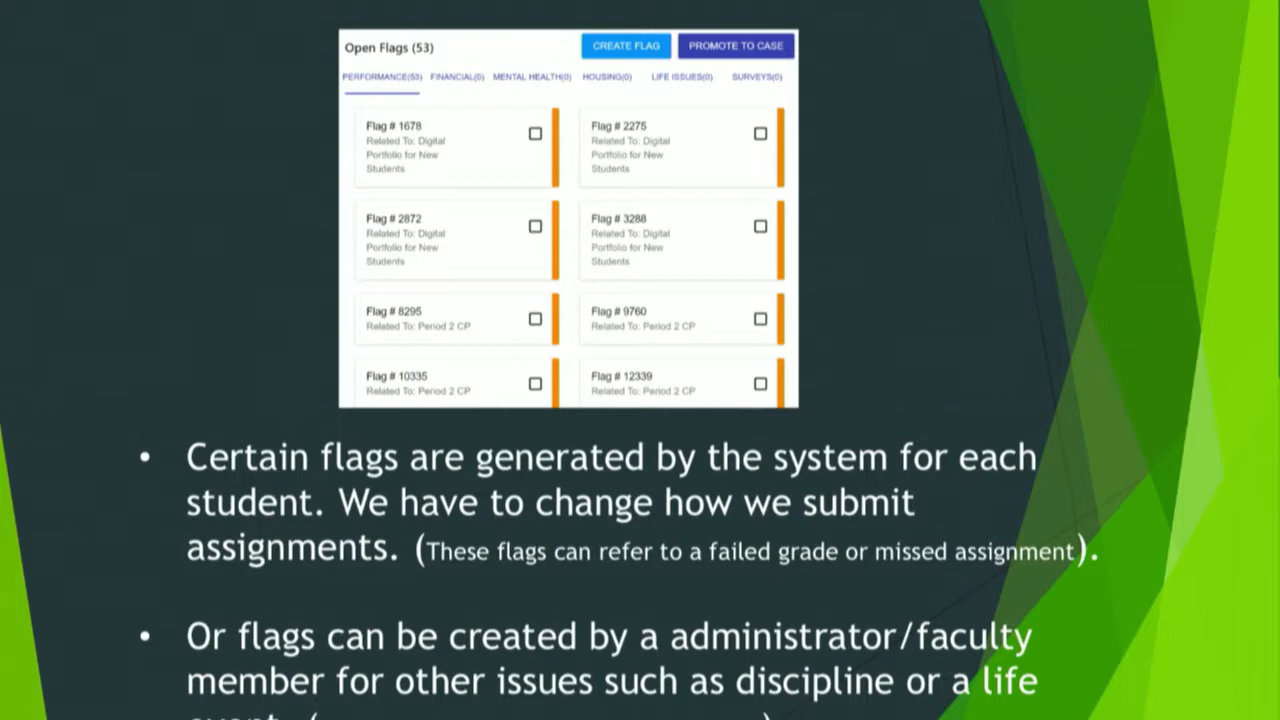 Open Flags (53)
CREATE FLAG
PROMOTE TO CASE
PERFORMANCE(53) FINANCIAL(0) MENTAL HEALTH(0) HOUSING(0) LIFE ISSUES(0) SURVEYS(0)
Flag # 1678
Related To: Digital
Portfolio for New
Students
Flag # 2275
Related To: Digital
Portfolio for New
Students
Flag # 2872
Related To: Digital
Portfolio for New
Students
Flag # 3288
Related To: Digital
Portfolio for New
Students
Flag # 8295
Related To: Period 2 CP
Flag # 9760
Related To: Period 2 CP
Flag # 10335
Related To: Period 2 CP
Flag # 12339
Related To: Period 2 CP
• Certain flags are generated by the system for each
student. We have to change how we submit
assignments. (These flags can refer to a failed grade or missed assignment).
• Or flags can be created by a administrator/faculty
member for other issues such as discipline or a life